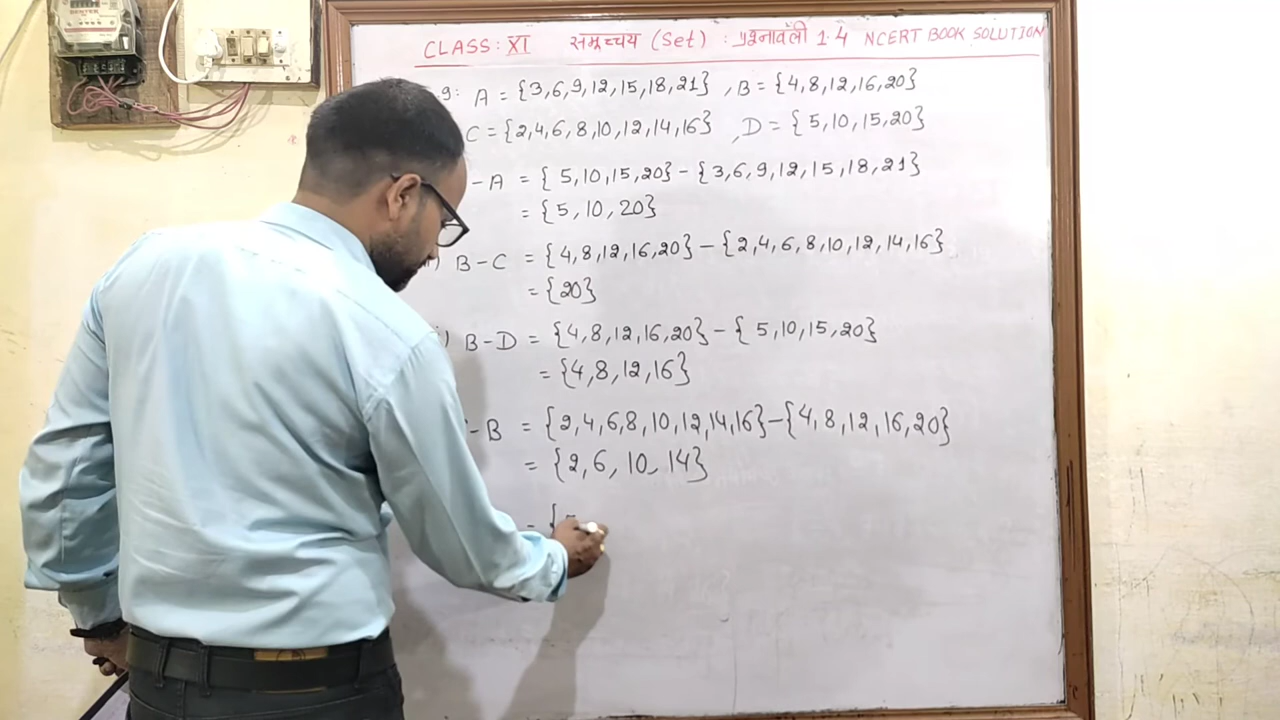 CLASS: XI समुच्चय (Set) : प्रश्नावली 1.4 NCERT BOOK SOLUTION
9: A = {3,6,9,12,15,18,21} , B = {4,8,12,16,20}
C = {2,4,6,8,10,12,14,16} , D = { 5,10,15,20}
-A = { 5,10,15,20} - {3,6,9,12,15,18,21}
= {5, 10, 20}
) B-C = {4,8,12,16,20} - {2,4,6,8,10,12,14,16}
= {20}
) B-D = {4,8,12,16,20} - { 5,10,15,20}
= {4,8,12,16}
-B = {2,4,6,8,10,12,14,16} - {4,8,12,16,20}
= {2, 6, 10, 14}
= {